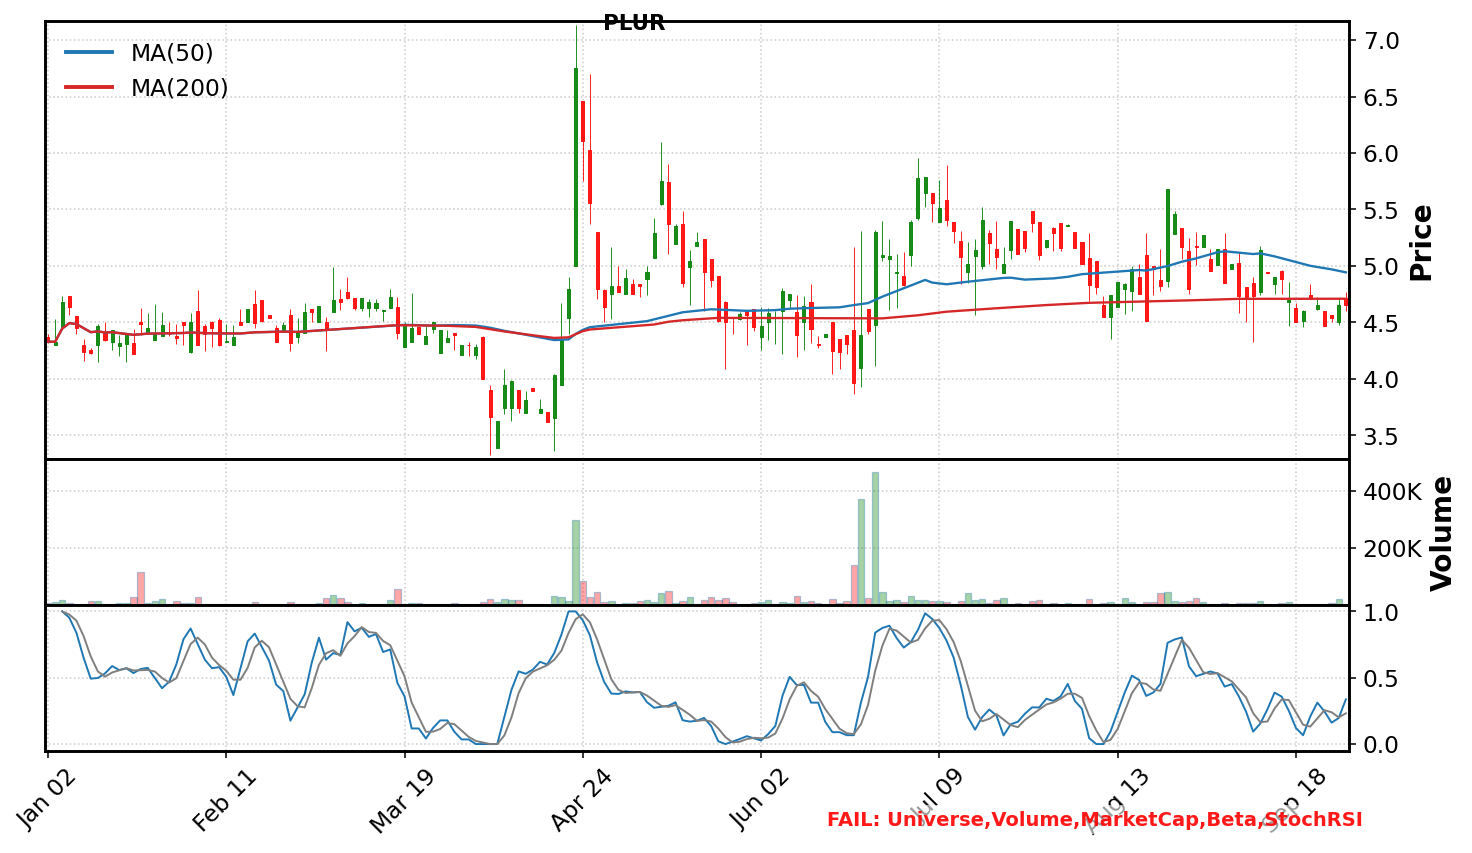 PLUR
MA(50)
MA(200)
7.0
6.5
6.0
5.5
5.0
4.5
4.0
3.5
Price
400K
200K
Volume
1.0
0.5
0.0
Jan 02
Feb 11
Mar 19
Apr 24
Jun 02
Jul 09
Aug 13
Sep 18
FAIL: Universe,Volume,MarketCap,Beta,StochRSI